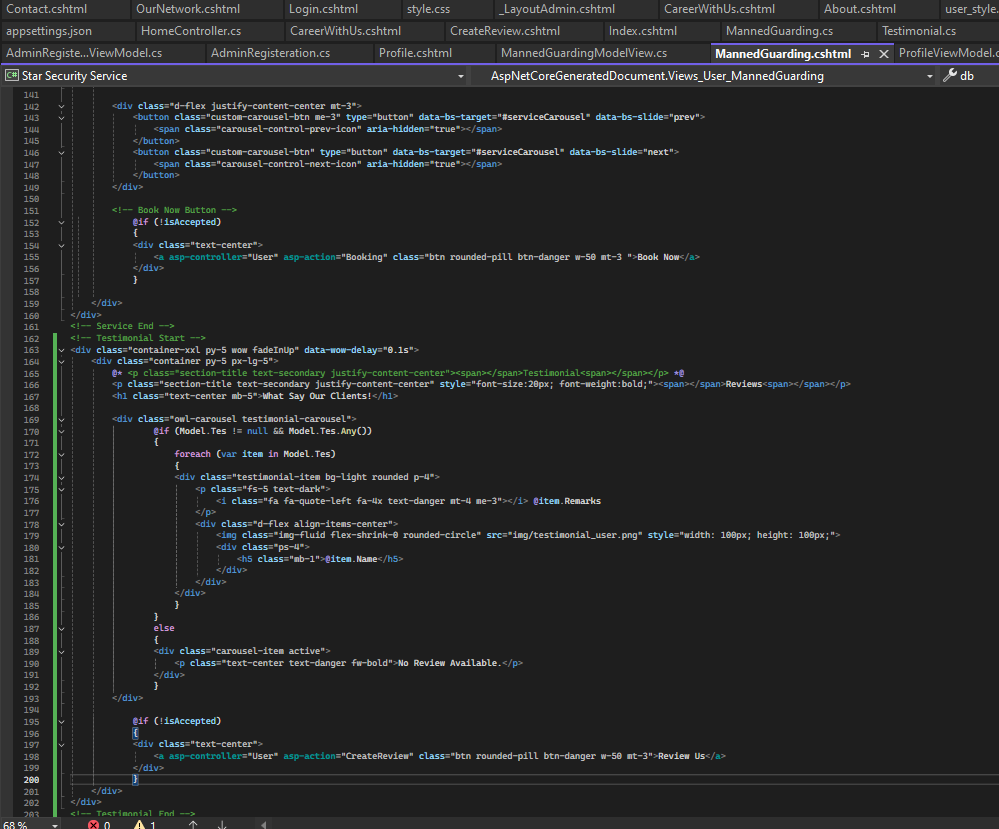 Contact.cshtml OurNetwork.cshtml Login.cshtml style.css _LayoutAdmin.cshtml CareerWithUs.cshtml About.cshtml user_style.
appsettings.json HomeController.cs CareerWithUs.cshtml CreateReview.cshtml Index.cshtml MannedGuarding.cs Testimonial.cs
AdminRegiste...ViewModel.cs AdminRegisteration.cs Profile.cshtml MannedGuardingModelView.cs MannedGuarding.cshtml ProfileViewModel.c
C# Star Security Service AspNetCoreGeneratedDocument.Views_User_MannedGuarding db
141
142 <div class="d-flex justify-content-center mt-3">
143 <button class="custom-carousel-btn me-3" type="button" data-bs-target="#serviceCarousel" data-bs-slide="prev">
144 <span class="carousel-control-prev-icon" aria-hidden="true"></span>
145 </button>
146 <button class="custom-carousel-btn" type="button" data-bs-target="#serviceCarousel" data-bs-slide="next">
147 <span class="carousel-control-next-icon" aria-hidden="true"></span>
148 </button>
149 </div>
150
151 <!-- Book Now Button -->
152 @if (!isAccepted)
153 {
154 <div class="text-center">
155 <a asp-controller="User" asp-action="Booking" class="btn rounded-pill btn-danger w-50 mt-3 ">Book Now</a>
156 </div>
157 }
158
159 </div>
160 </div>
161 <!-- Service End -->
162 <!-- Testimonial Start -->
163 <div class="container-xxl py-5 wow fadeInUp" data-wow-delay="0.1s">
164 <div class="container py-5 px-lg-5">
165 @* <p class="section-title text-secondary justify-content-center"><span></span>Testimonial<span></span></p> *@
166 <p class="section-title text-secondary justify-content-center" style="font-size:20px; font-weight:bold;"><span></span>Reviews<span></span></p>
167 <h1 class="text-center mb-5">What Say Our Clients!</h1>
168
169 <div class="owl-carousel testimonial-carousel">
170 @if (Model.Tes != null && Model.Tes.Any())
171 {
172 foreach (var item in Model.Tes)
173 {
174 <div class="testimonial-item bg-light rounded p-4">
175 <p class="fs-5 text-dark">
176 <i class="fa fa-quote-left fa-4x text-danger mt-4 me-3"></i> @item.Remarks
177 </p>
178 <div class="d-flex align-items-center">
179 <img class="img-fluid flex-shrink-0 rounded-circle" src="img/testimonial_user.png" style="width: 100px; height: 100px;">
180 <div class="ps-4">
181 <h5 class="mb-1">@item.Name</h5>
182 </div>
183 </div>
184 </div>
185 }
186 }
187 else
188 {
189 <div class="carousel-item active">
190 <p class="text-center text-danger fw-bold">No Review Available.</p>
191 </div>
192 }
193 </div>
194
195 @if (!isAccepted)
196 {
197 <div class="text-center">
198 <a asp-controller="User" asp-action="CreateReview" class="btn rounded-pill btn-danger w-50 mt-3">Review Us</a>
199 </div>
200 }
201 </div>
202 </div>
203 <!-- Testimonial End -->
68 % 0 1